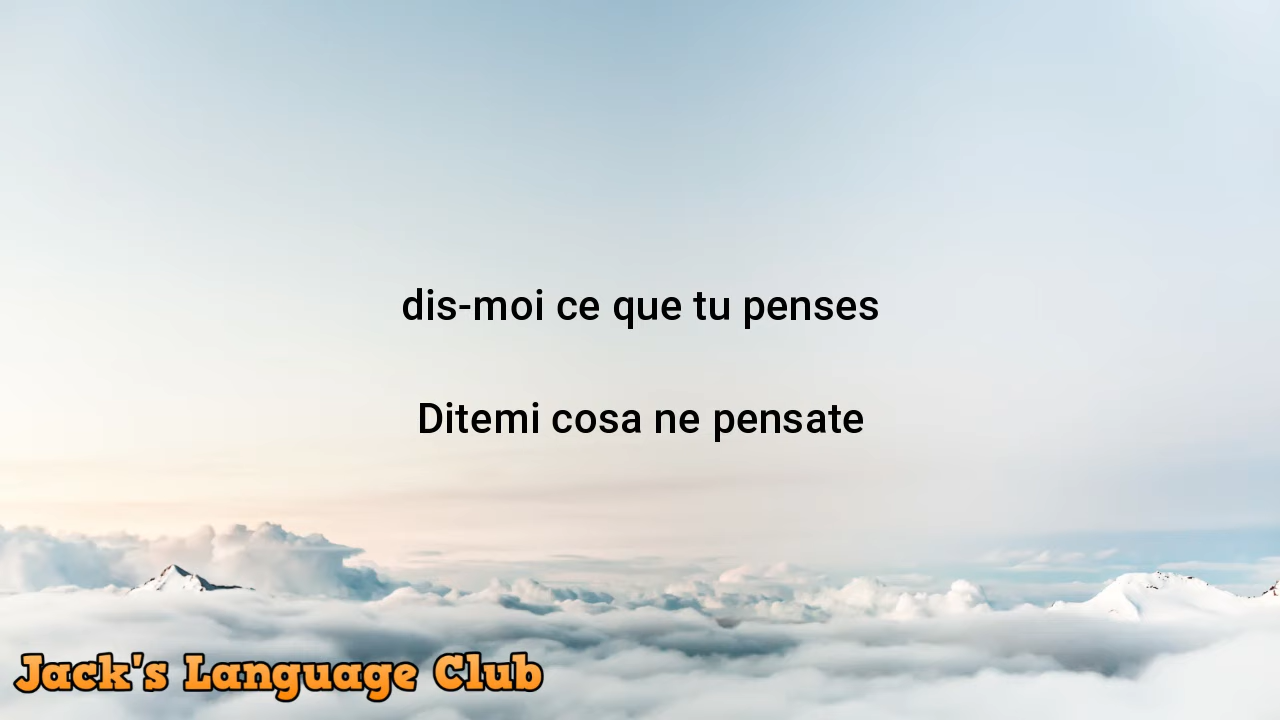 dis-moi ce que tu penses
Ditemi cosa ne pensate
Jack's Language Club